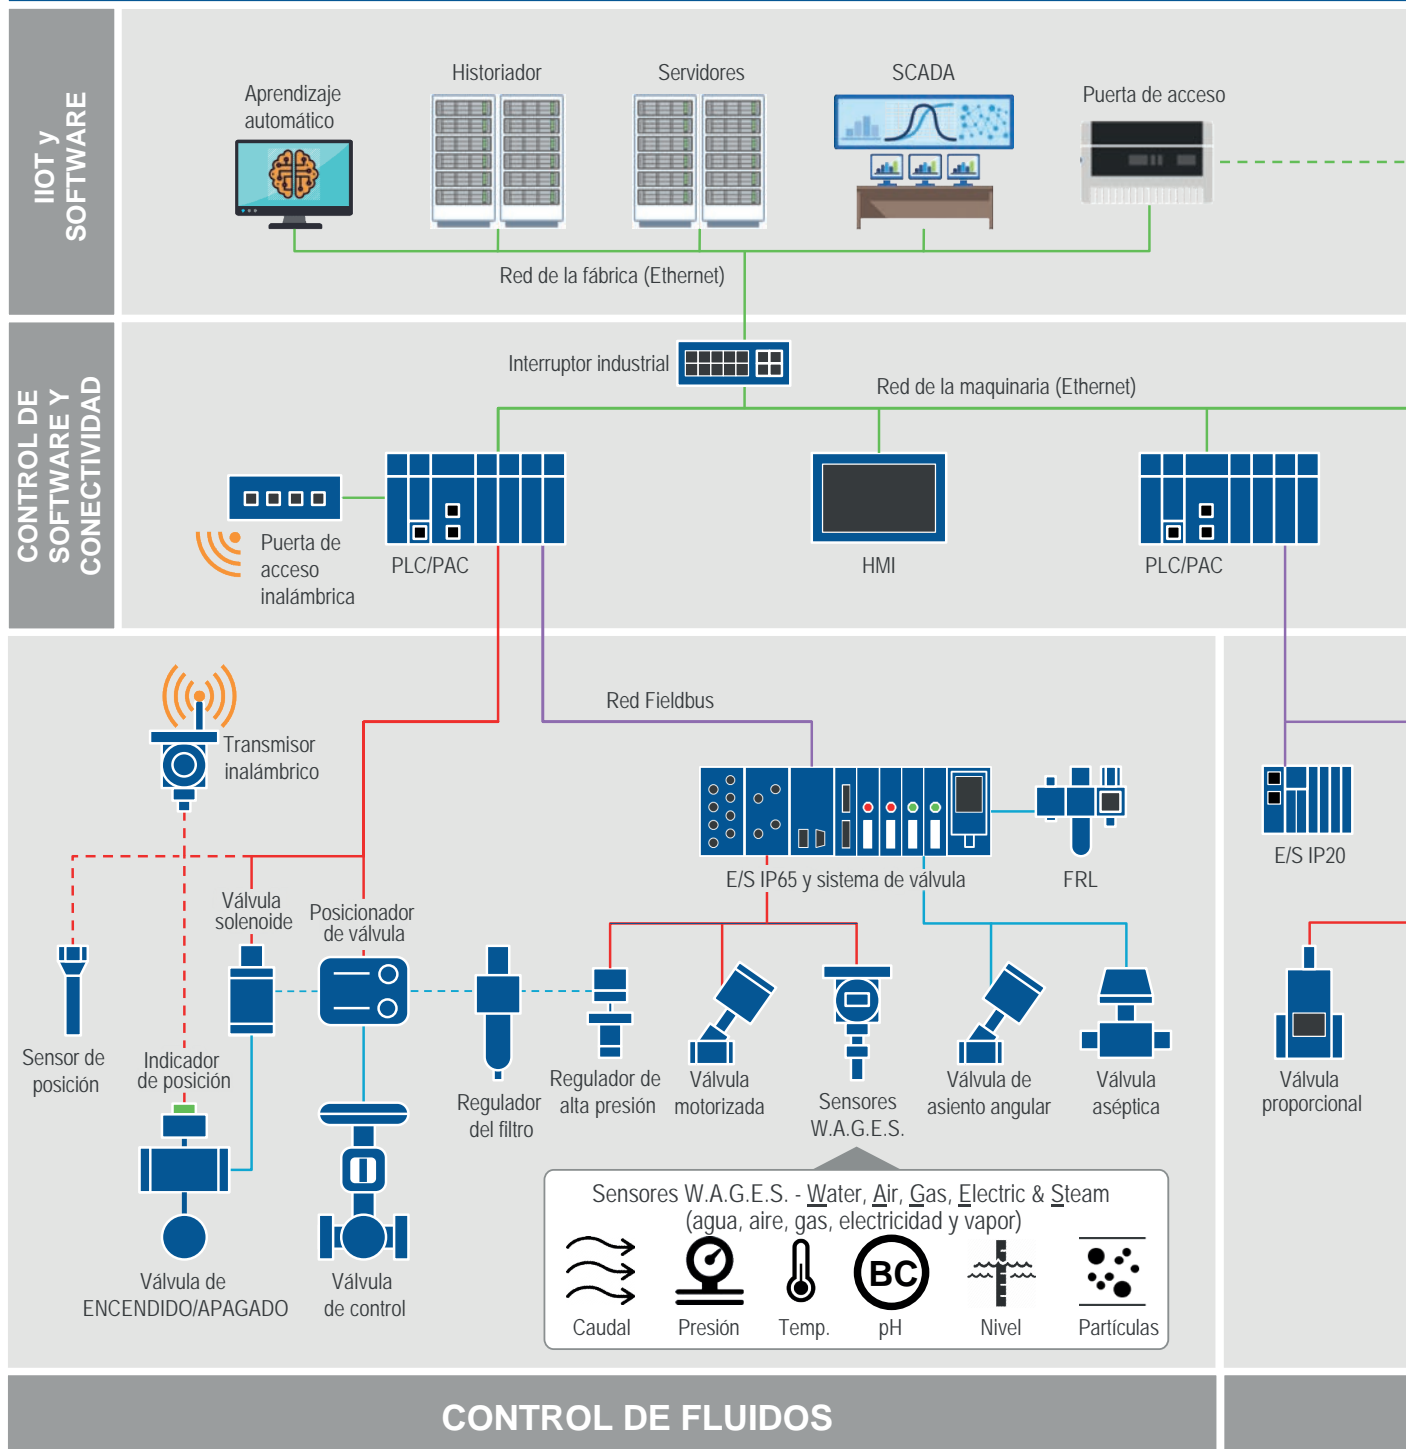 IIOT y
SOFTWARE
Aprendizaje
automático
Historiador
Servidores
SCADA
Puerta de acceso
Red de la fábrica (Ethernet)
CONTROL DE
SOFTWARE Y
CONECTIVIDAD
Interruptor industrial
Red de la maquinaria (Ethernet)
Puerta de
acceso
inalámbrica
PLC/PAC
HMI
PLC/PAC
Transmisor
inalámbrico
Red Fieldbus
E/S IP65 y sistema de válvula
FRL
E/S IP20
Válvula
solenoide
Posicionador
de válvula
Sensor de
posición
Indicador
de posición
Regulador
del filtro
Regulador de
alta presión
Válvula
motorizada
Sensores
W.A.G.E.S.
Válvula de
asiento angular
Válvula
aséptica
Válvula
proporcional
Válvula de
ENCENDIDO/APAGADO
Válvula
de control
Sensores W.A.G.E.S. - Water, Air, Gas, Electric & Steam
(agua, aire, gas, electricidad y vapor)
BC
Caudal
Presión
Temp.
pH
Nivel
Partículas
CONTROL DE FLUIDOS